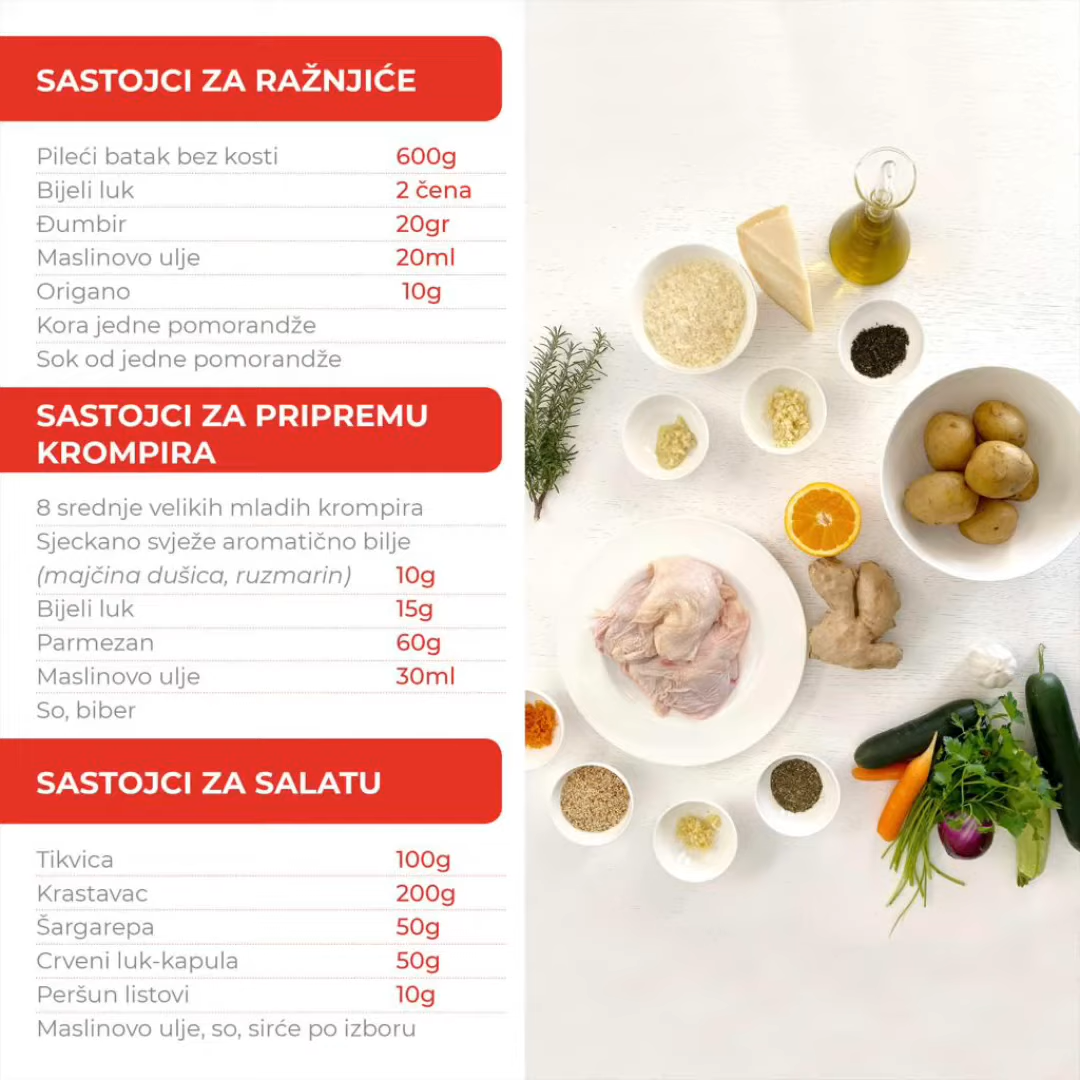 SASTOJCI ZA RAŽNJIĆE
Pileći batak bez kosti 600g
Bijeli luk 2 čena
Đumbir 20gr
Maslinovo ulje 20ml
Origano 10g
Kora jedne pomorandže
Sok od jedne pomorandže
SASTOJCI ZA PRIPREMU
KROMPIRA
8 srednje velikih mladih krompira
Sjeckano svježe aromatično bilje
(majčina dušica, ruzmarin) 10g
Bijeli luk 15g
Parmezan 60g
Maslinovo ulje 30ml
So, biber
SASTOJCI ZA SALATU
Tikvica 100g
Krastavac 200g
Šargarepa 50g
Crveni luk-kapula 50g
Peršun listovi 10g
Maslinovo ulje, so, sirće po izboru